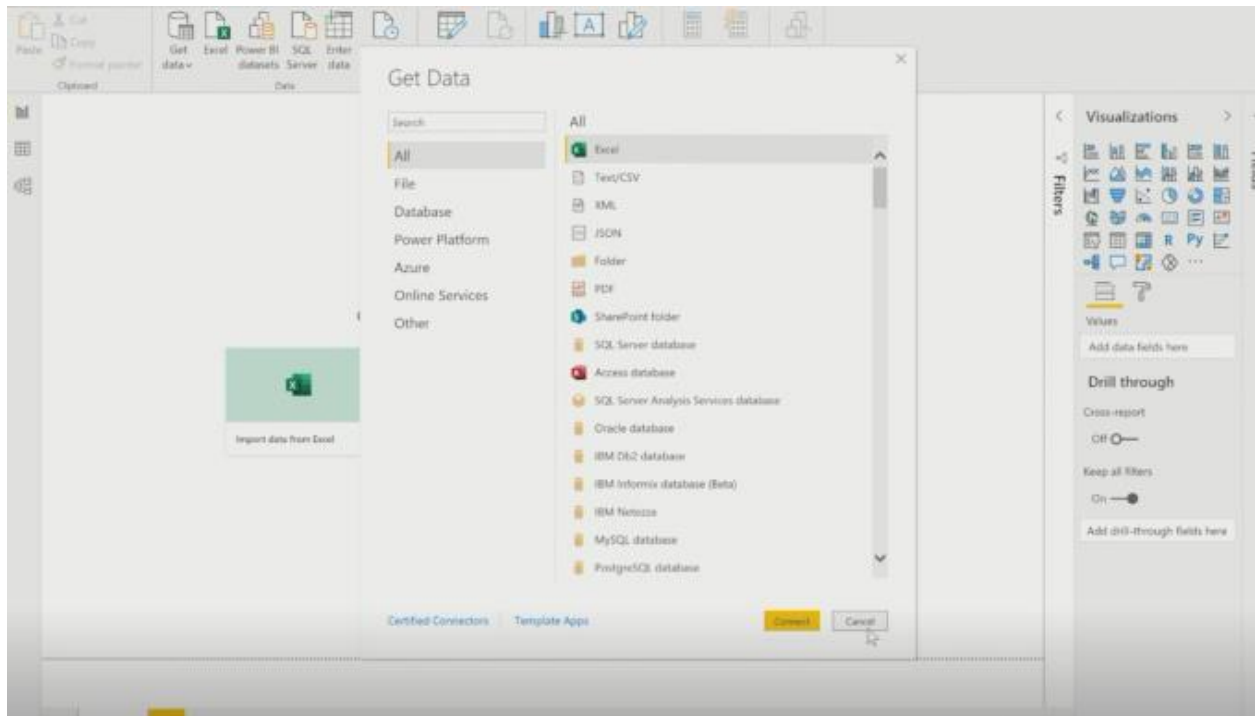 Paste
Cut
Copy
Format painter
Clipboard
Get data
Excel
Power BI datasets
SQL Server
Enter data
Data
Get Data
Search
All
File
Database
Power Platform
Azure
Online Services
Other
All
Excel
Text/CSV
XML
JSON
Folder
PDF
SharePoint folder
SQL Server database
Access database
SQL Server Analysis Services database
Oracle database
IBM Db2 database
IBM Informix database (Beta)
IBM Netezza
MySQL database
PostgreSQL database
Certified Connectors
Template Apps
Connect
Cancel
Import data from Excel
Filters
Visualizations
R
Py
Values
Add data fields here
Drill through
Cross-report
Off
Keep all filters
On
Add drill-through fields here